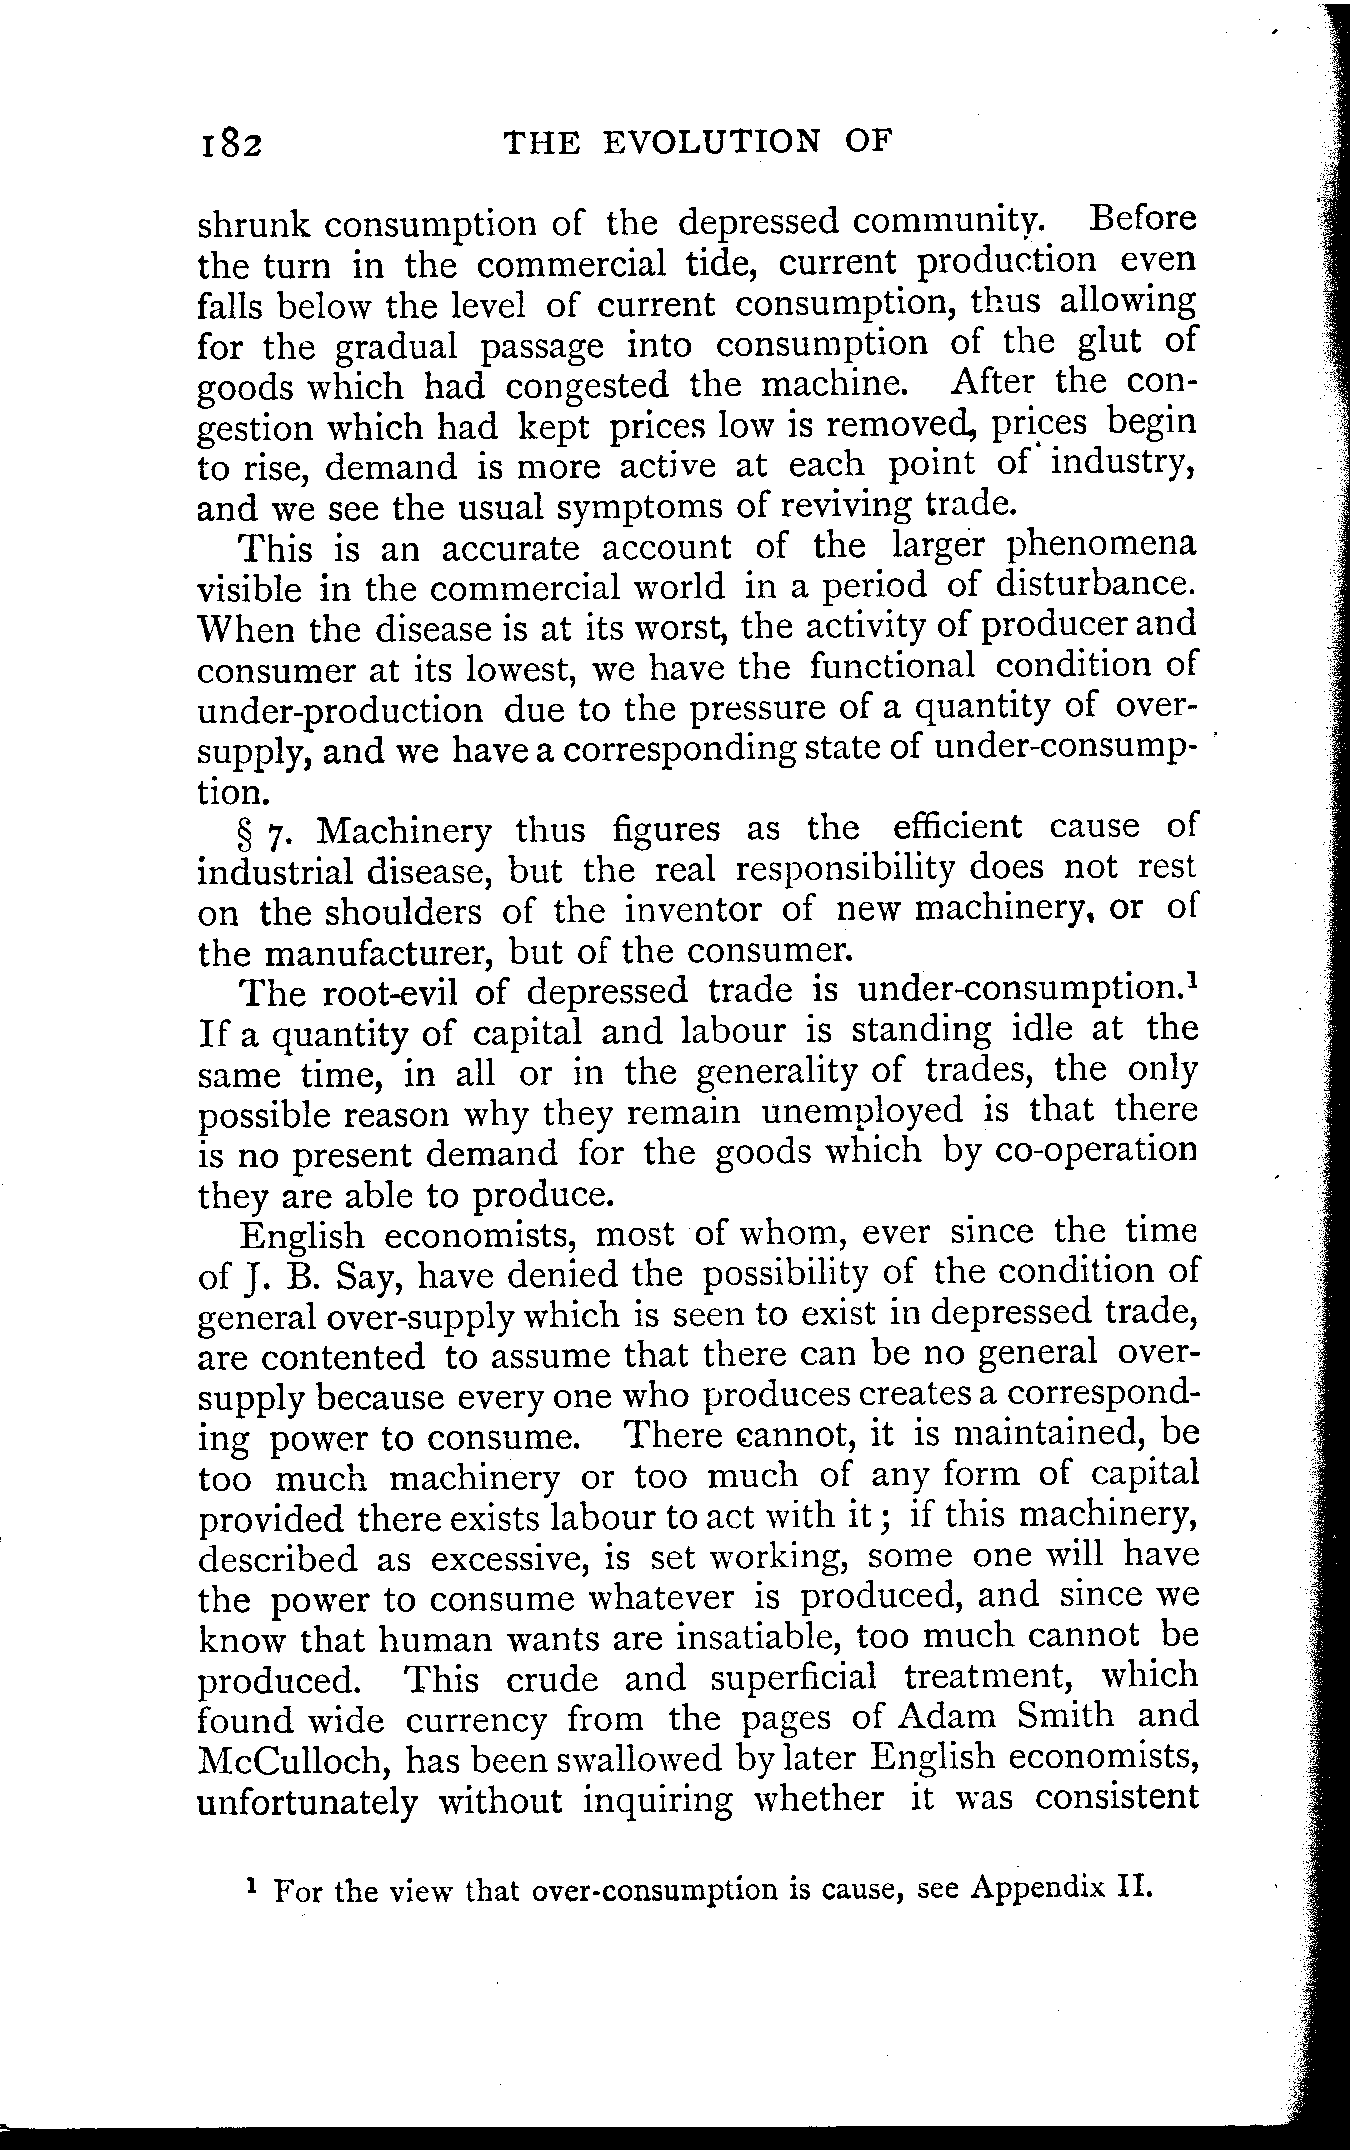 182 THE EVOLUTION OF
shrunk consumption of the depressed community. Before
the turn in the commercial tide, current production even
falls below the level of current consumption, thus allowing
for the gradual passage into consumption of the glut of
goods which had congested the machine. After the con-
gestion which had kept prices low is removed, prices begin
to rise, demand is more active at each point of industry,
and we see the usual symptoms of reviving trade.
This is an accurate account of the larger phenomena
visible in the commercial world in a period of disturbance.
When the disease is at its worst, the activity of producer and
consumer at its lowest, we have the functional condition of
under-production due to the pressure of a quantity of over-
supply, and we have a corresponding state of under-consump-
tion.
§ 7. Machinery thus figures as the efficient cause of
industrial disease, but the real responsibility does not rest
on the shoulders of the inventor of new machinery, or of
the manufacturer, but of the consumer.
The root-evil of depressed trade is under-consumption.¹
If a quantity of capital and labour is standing idle at the
same time, in all or in the generality of trades, the only
possible reason why they remain unemployed is that there
is no present demand for the goods which by co-operation
they are able to produce.
English economists, most of whom, ever since the time
of J. B. Say, have denied the possibility of the condition of
general over-supply which is seen to exist in depressed trade,
are contented to assume that there can be no general over-
supply because every one who produces creates a correspond-
ing power to consume. There cannot, it is maintained, be
too much machinery or too much of any form of capital
provided there exists labour to act with it; if this machinery,
described as excessive, is set working, some one will have
the power to consume whatever is produced, and since we
know that human wants are insatiable, too much cannot be
produced. This crude and superficial treatment, which
found wide currency from the pages of Adam Smith and
McCulloch, has been swallowed by later English economists,
unfortunately without inquiring whether it was consistent
¹ For the view that over-consumption is cause, see Appendix II.